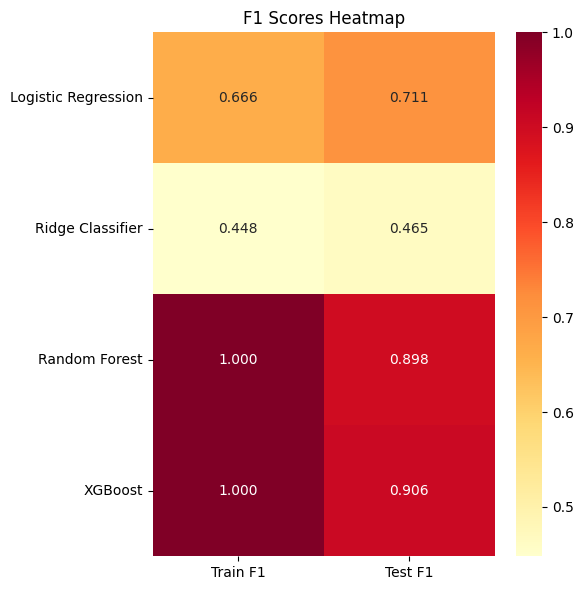 F1 Scores Heatmap
Logistic Regression 0.666 0.711
Ridge Classifier 0.448 0.465
Random Forest 1.000 0.898
XGBoost 1.000 0.906
Train F1 Test F1
1.0
0.9
0.8
0.7
0.6
0.5